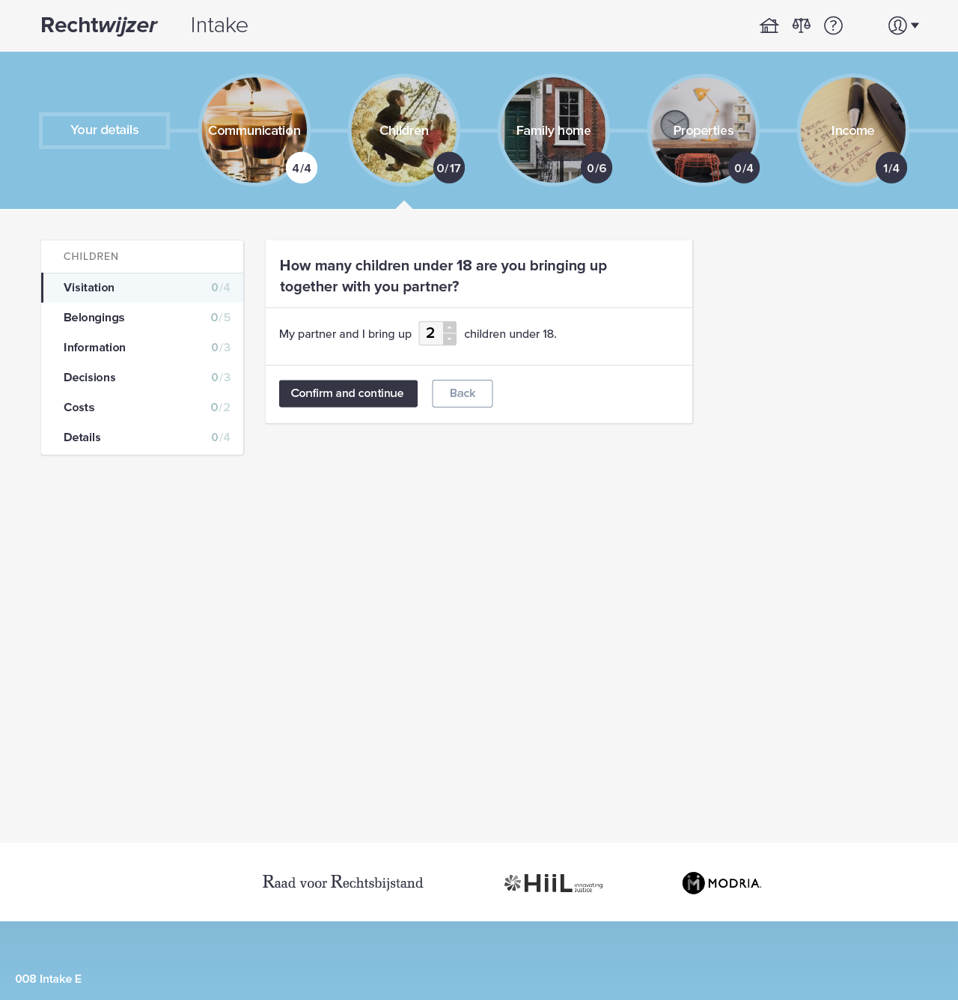 Rechtwijzer Intake
Your details
Communication
4/4
Children
0/17
Family home
0/6
Properties
0/4
Income
1/4
CHILDREN
Visitation 0/4
Belongings 0/5
Information 0/3
Decisions 0/3
Costs 0/2
Details 0/4
How many children under 18 are you bringing up
together with you partner?
My partner and I bring up 2 children under 18.
Confirm and continue
Back
Raad voor Rechtsbijstand
HiiL innovating
justice
MODRIA.
008 Intake E